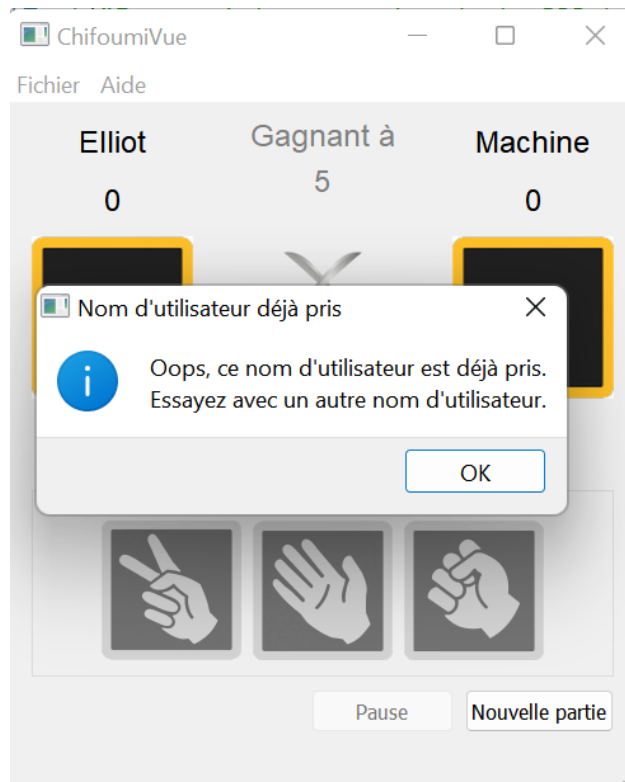 ChifoumiVue
Fichier Aide
Elliot Gagnant à Machine
0 5 0
Nom d'utilisateur déjà pris
Oops, ce nom d'utilisateur est déjà pris.
Essayez avec un autre nom d'utilisateur.
OK
Pause Nouvelle partie